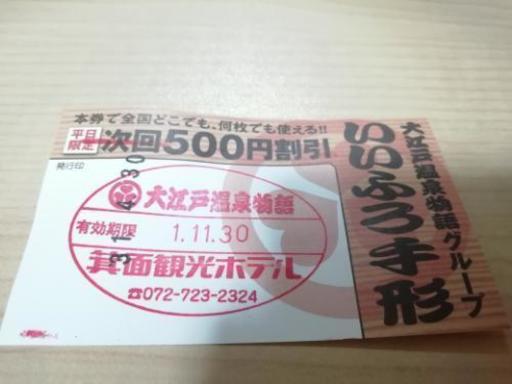 本券で全国どこでも、何枚でも使える!!
平日限定 次回500円割引
発行印
大江戸温泉物語
有効期限 1.11.30
箕面観光ホテル
☎072-723-2324
31. 4.30
大江戸温泉物語グループ
いいふろ手形